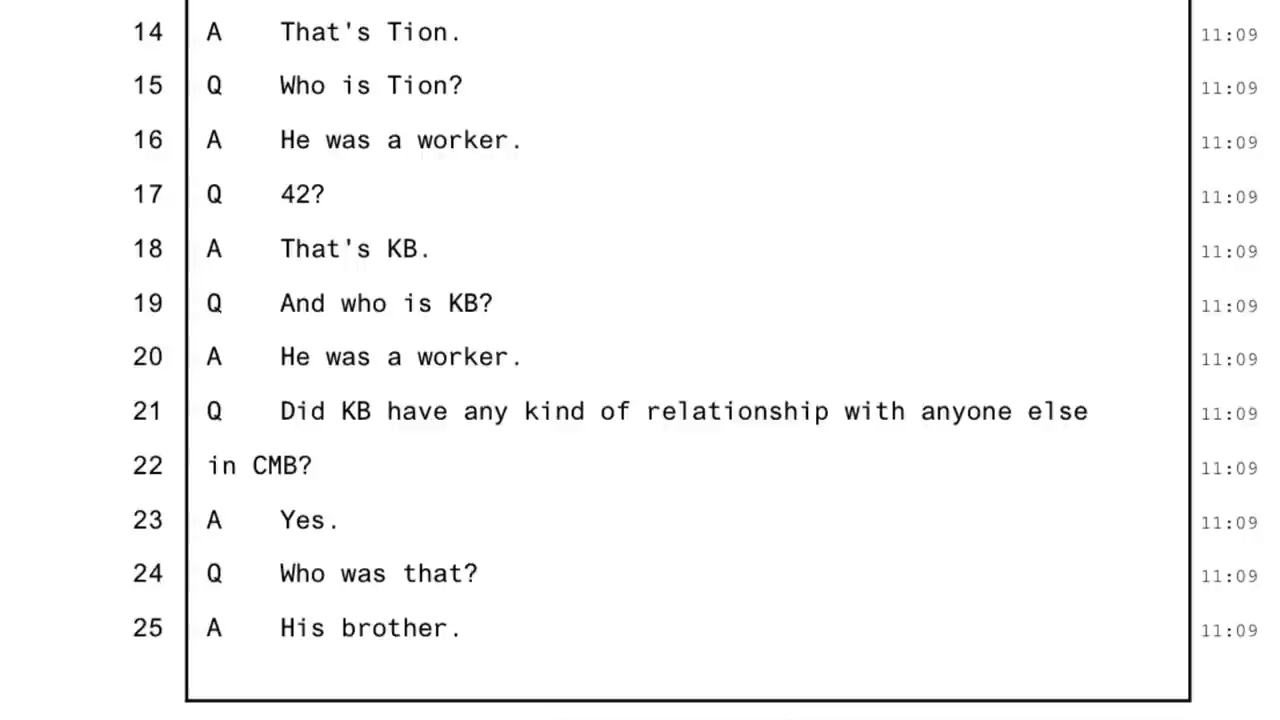 14 A That's Tion. 11:09
15 Q Who is Tion? 11:09
16 A He was a worker. 11:09
17 Q 42? 11:09
18 A That's KB. 11:09
19 Q And who is KB? 11:09
20 A He was a worker. 11:09
21 Q Did KB have any kind of relationship with anyone else 11:09
22 in CMB? 11:09
23 A Yes. 11:09
24 Q Who was that? 11:09
25 A His brother. 11:09